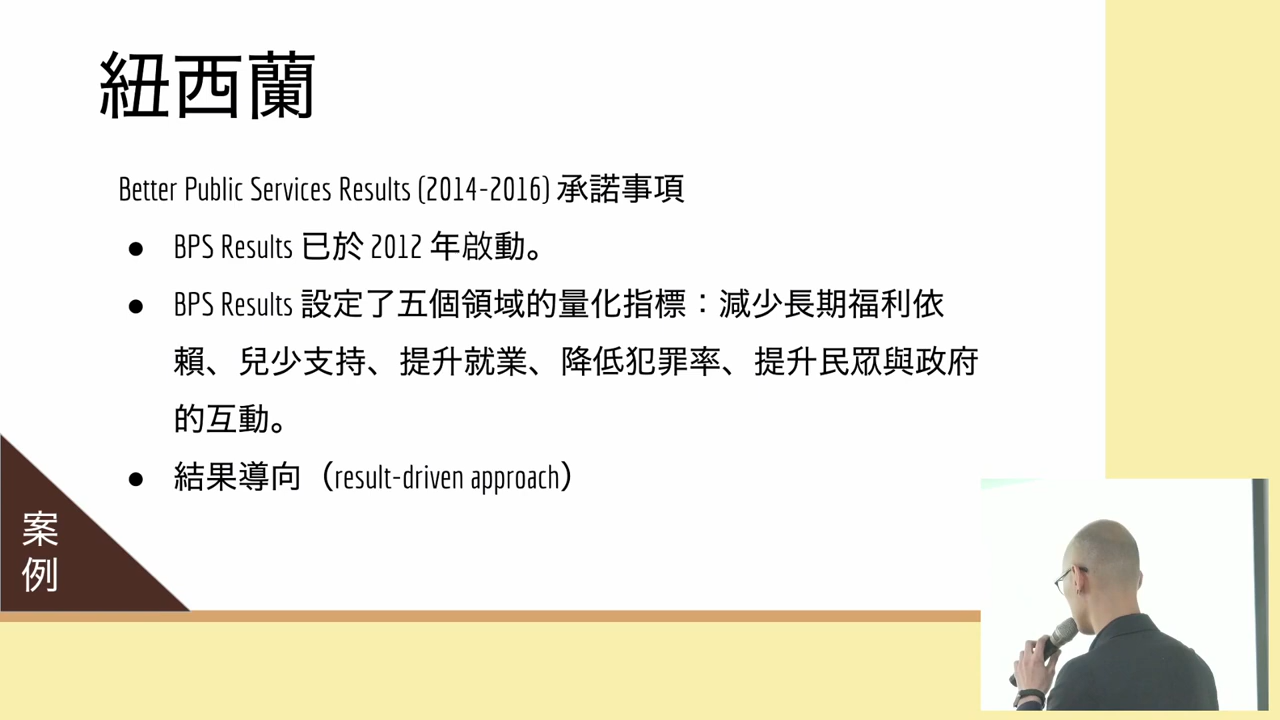 紐西蘭
Better Public Services Results (2014-2016) 承諾事項
● BPS Results 已於 2012 年啟動。
● BPS Results 設定了五個領域的量化指標：減少長期福利依
賴、兒少支持、提升就業、降低犯罪率、提升民眾與政府
的互動。
● 結果導向（result-driven approach）
案
例